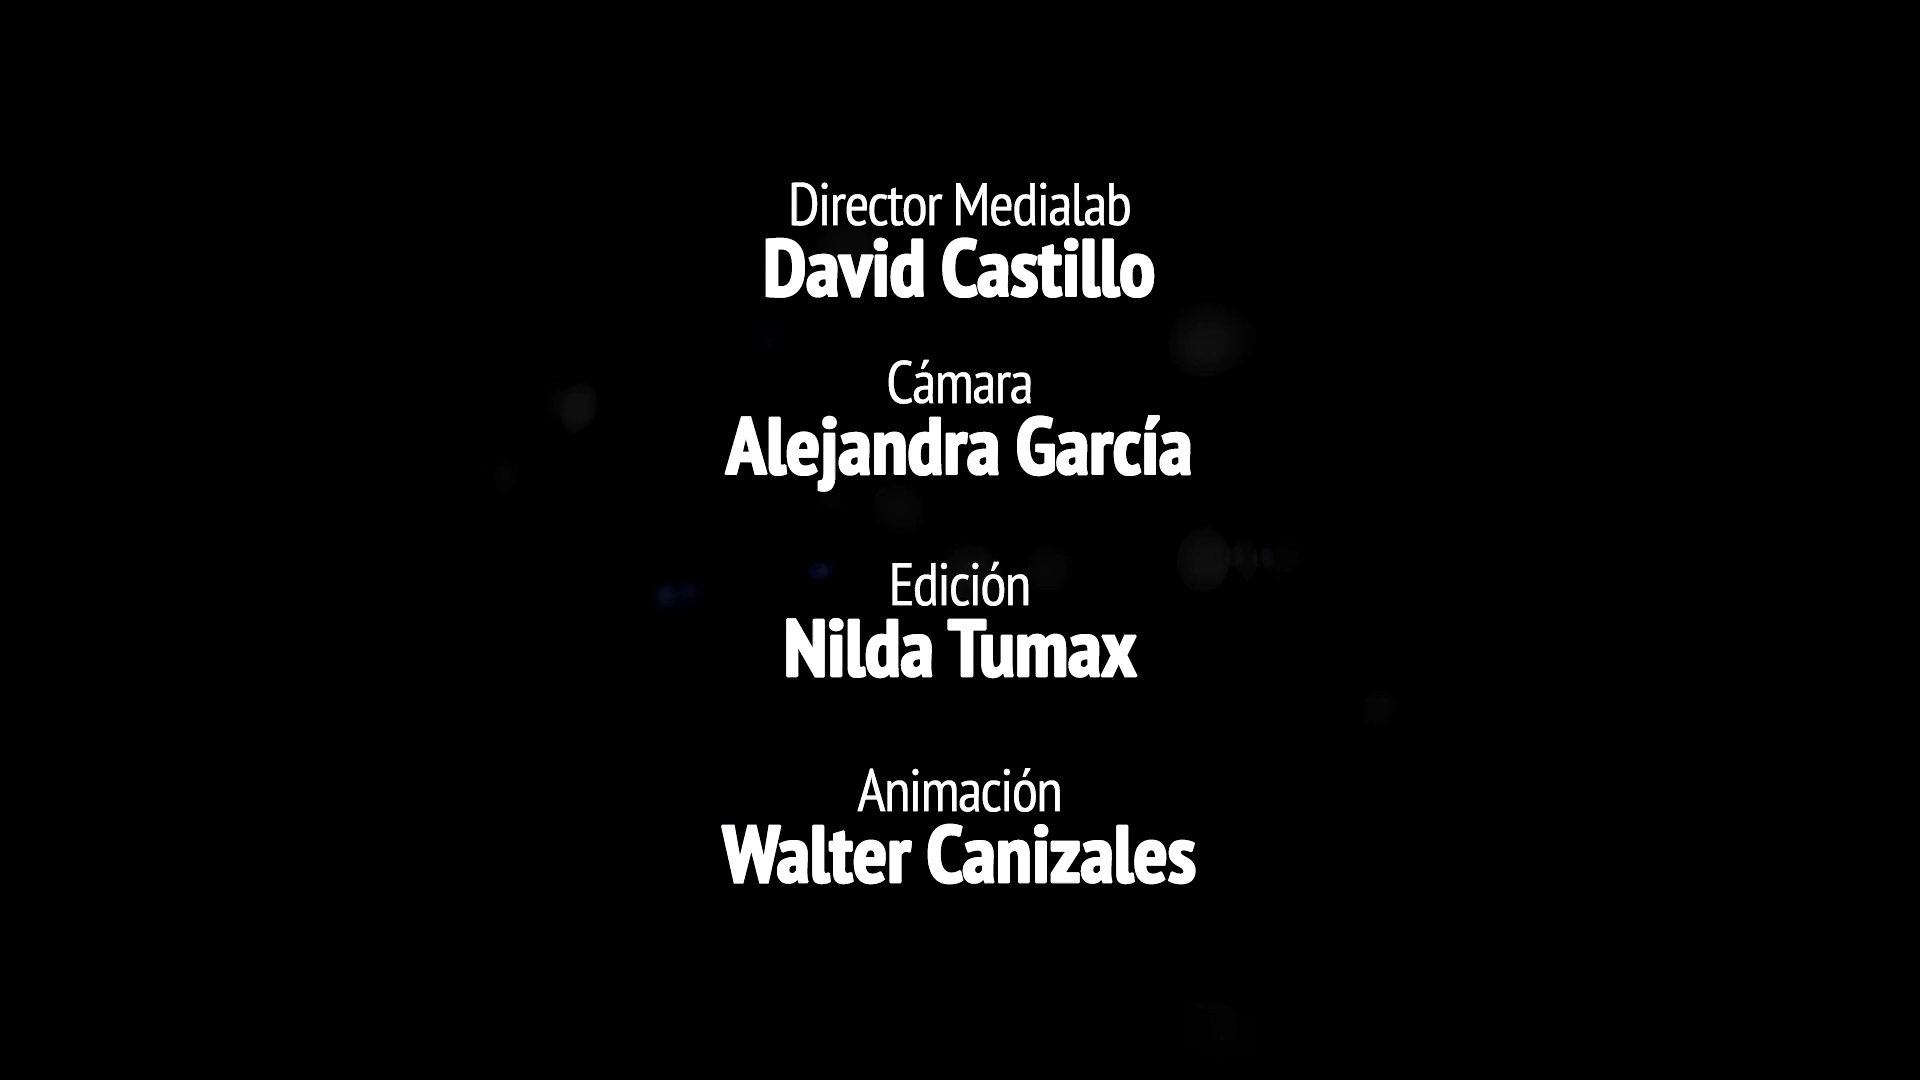 Director Medialab
David Castillo
Cámara
Alejandra García
Edición
Nilda Tumax
Animación
Walter Canizales